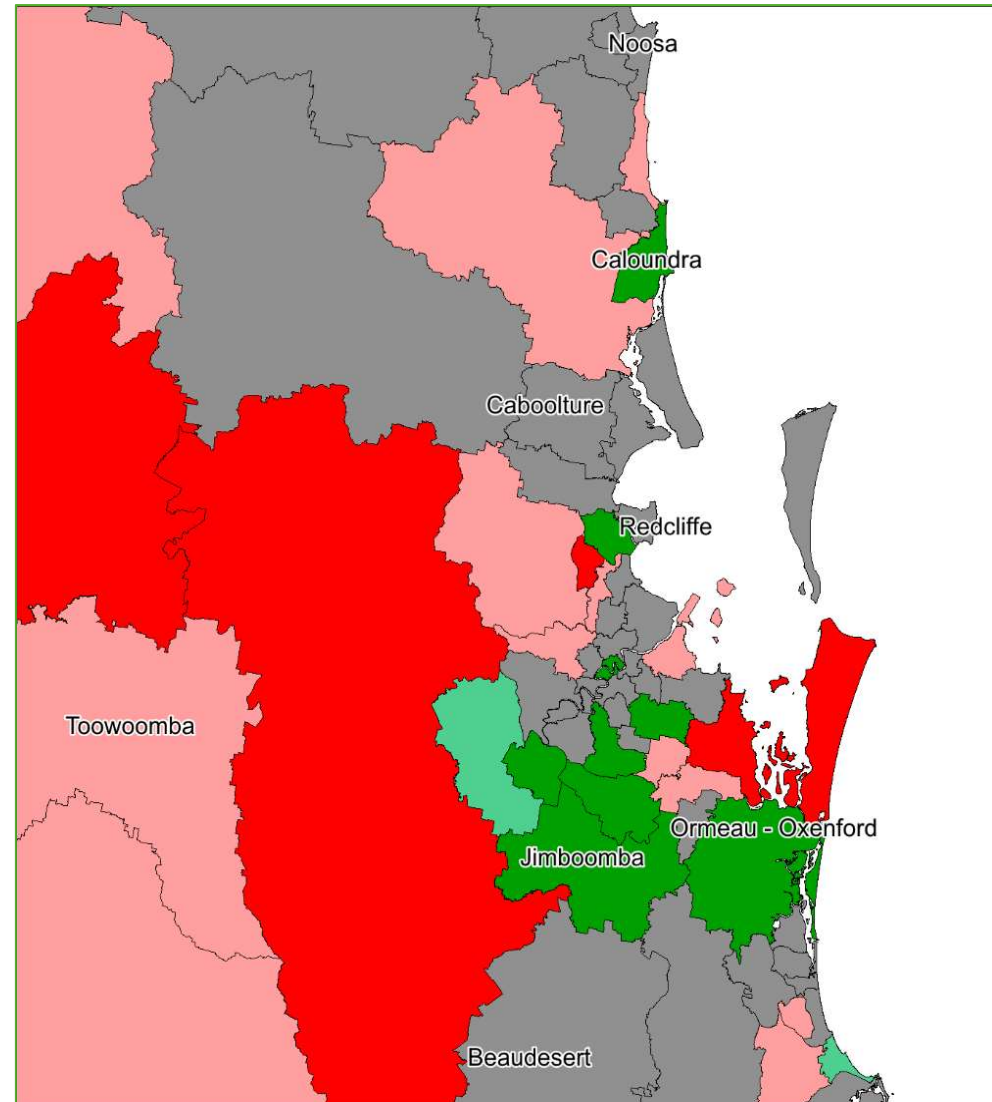 Noosa
Caloundra
Caboolture
Redcliffe
Toowoomba
Ormeau - Oxenford
Jimboomba
Beaudesert